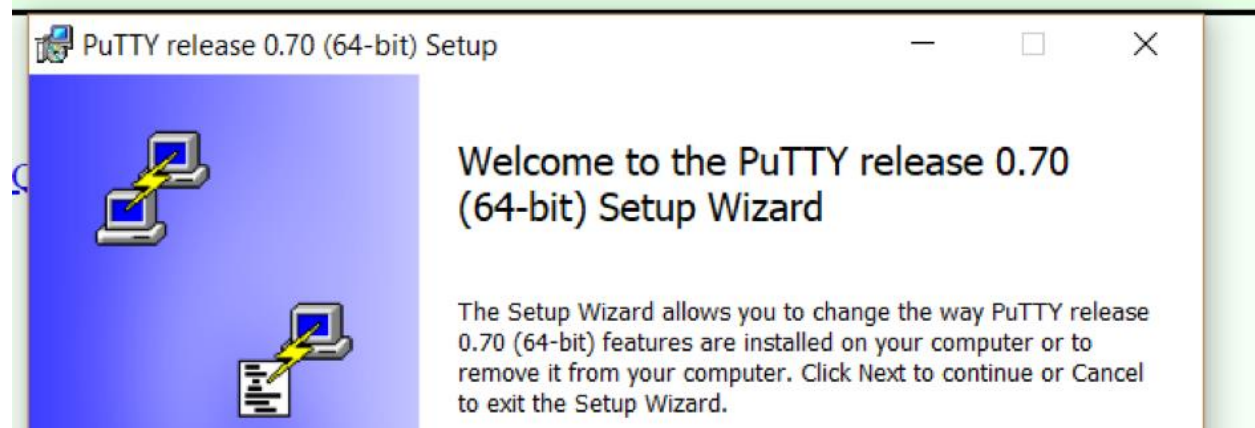 PuTTY release 0.70 (64-bit) Setup
Welcome to the PuTTY release 0.70
(64-bit) Setup Wizard
The Setup Wizard allows you to change the way PuTTY release
0.70 (64-bit) features are installed on your computer or to
remove it from your computer. Click Next to continue or Cancel
to exit the Setup Wizard.